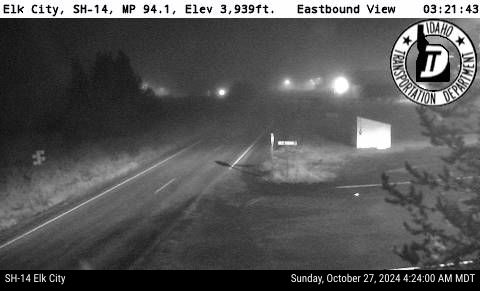 Elk City, SH-14, MP 94.1, Elev 3,939ft. Eastbound View 03:21:43
IDAHO
TRANSPORTATION DEPARTMENT
SH-14 Elk City Sunday, October 27, 2024 4:24:00 AM MDT